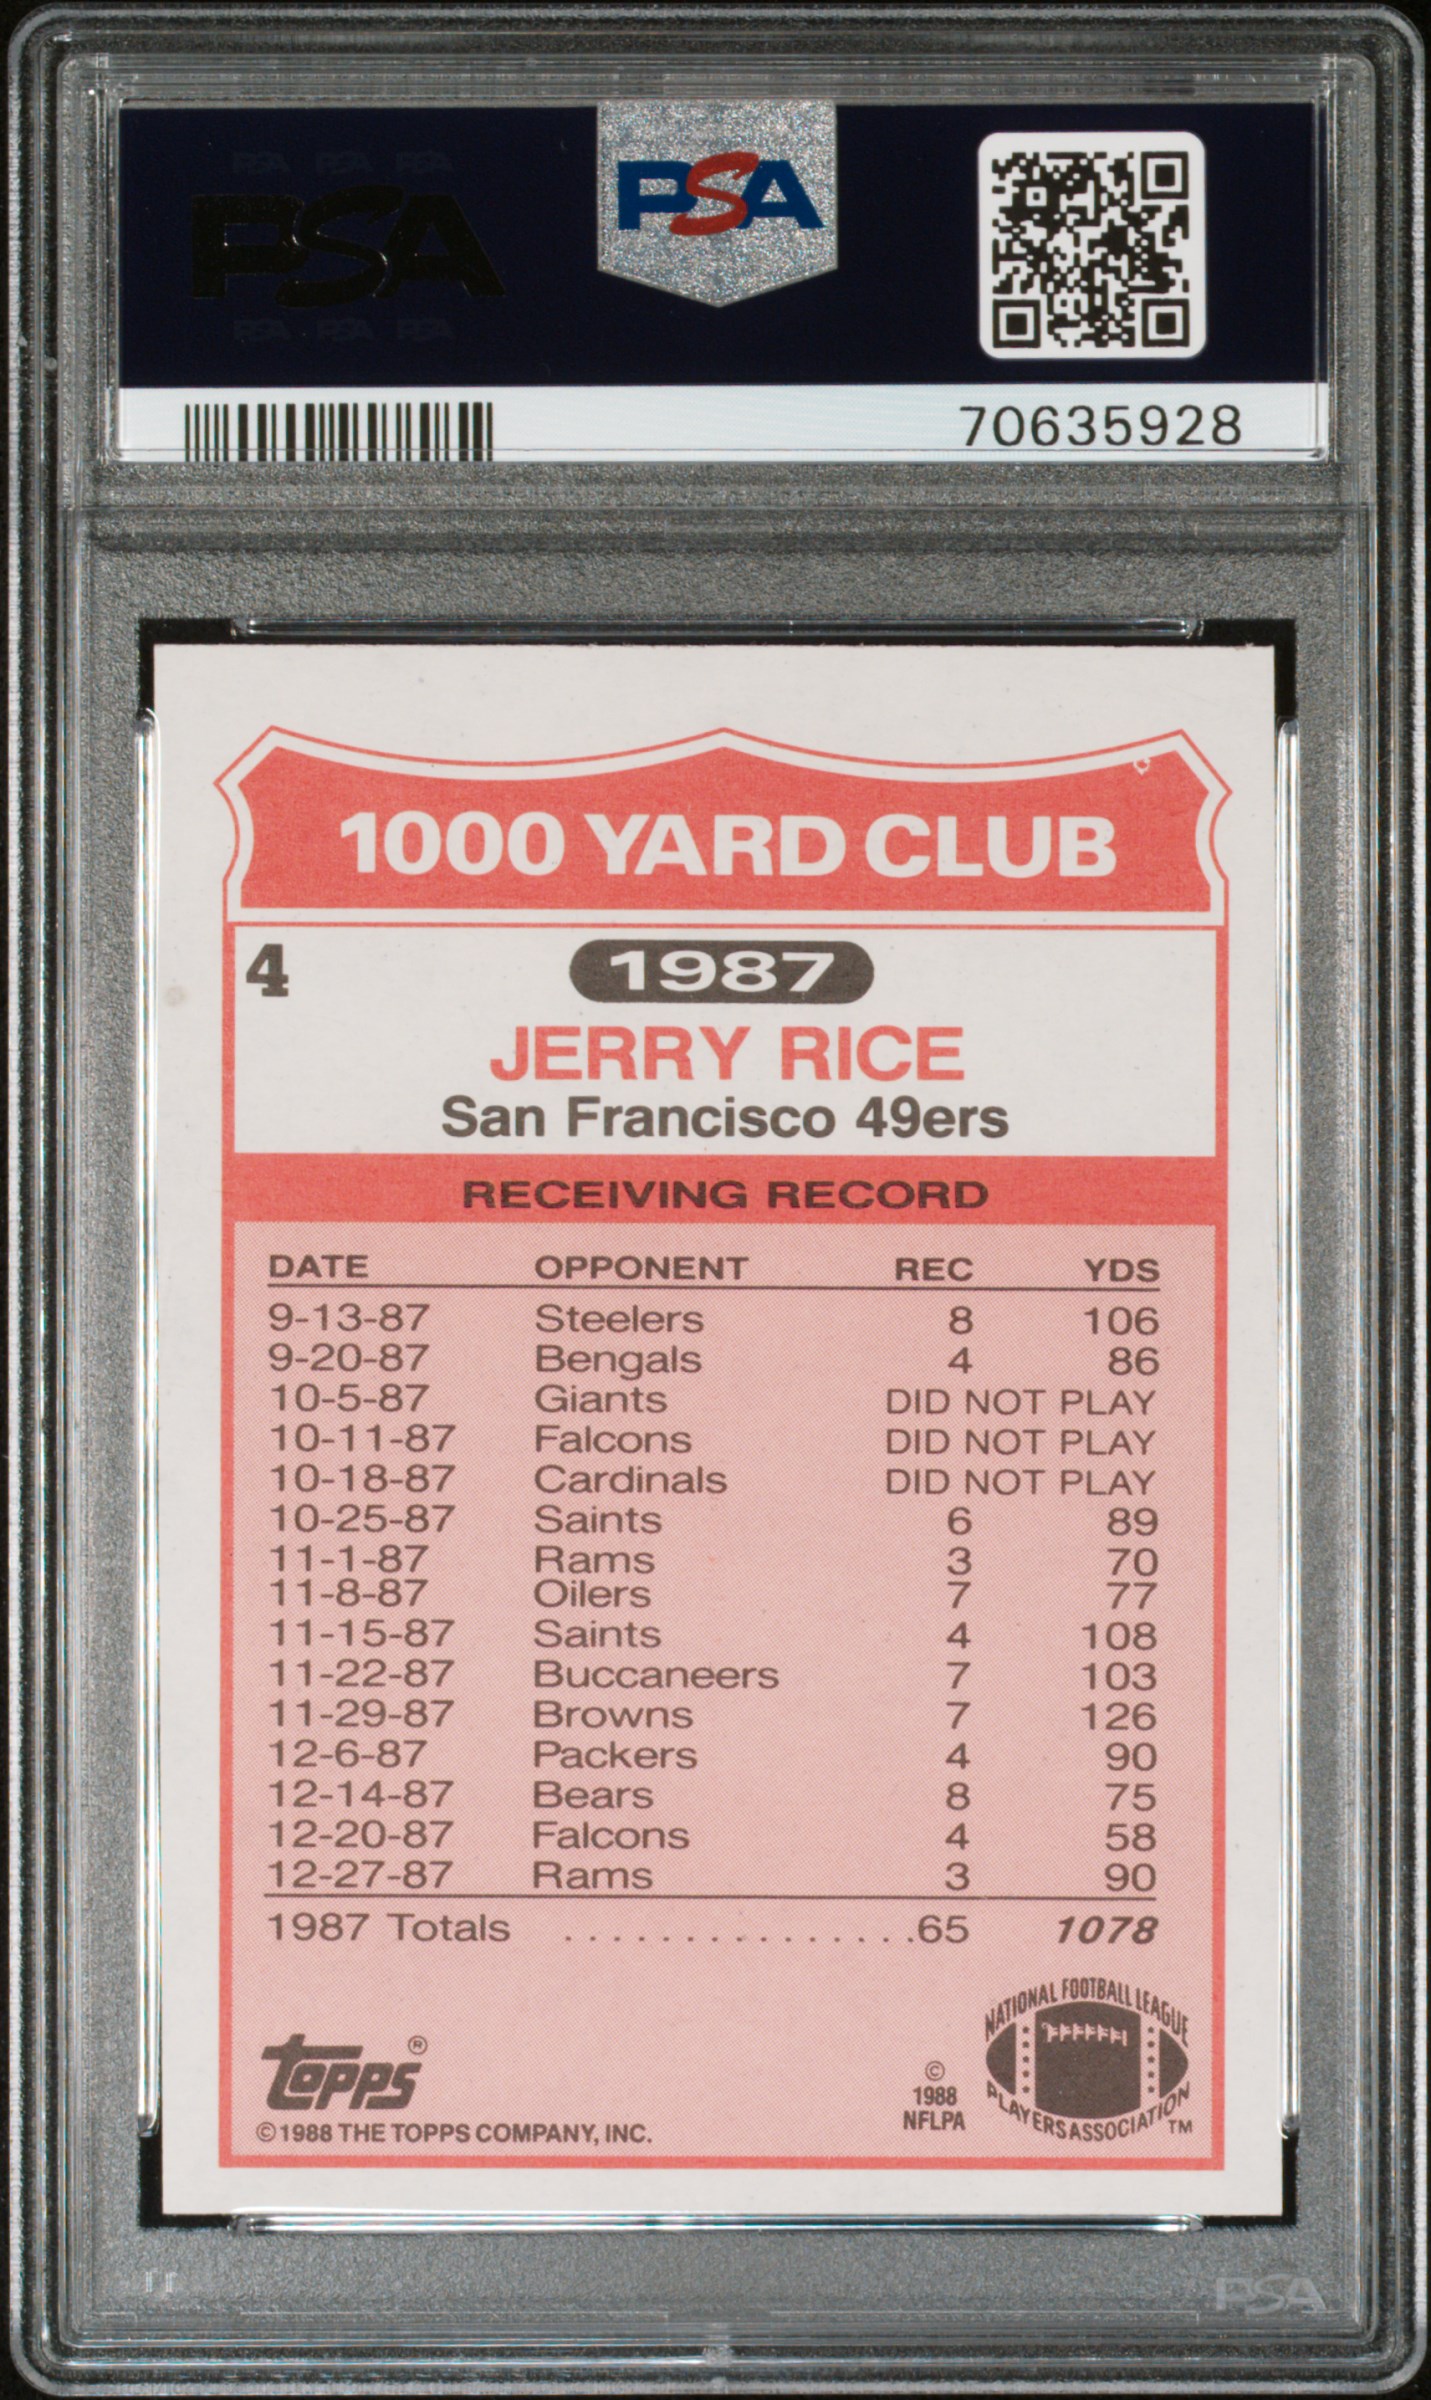 PSA PSA PSA
PSA
PSA PSA PSA
PSA
70635928
1000 YARD CLUB
4
1987
JERRY RICE
San Francisco 49ers
RECEIVING RECORD
DATE OPPONENT REC YDS
9-13-87 Steelers 8 106
9-20-87 Bengals 4 86
10-5-87 Giants DID NOT PLAY
10-11-87 Falcons DID NOT PLAY
10-18-87 Cardinals DID NOT PLAY
10-25-87 Saints 6 89
11-1-87 Rams 3 70
11-8-87 Oilers 7 77
11-15-87 Saints 4 108
11-22-87 Buccaneers 7 103
11-29-87 Browns 7 126
12-6-87 Packers 4 90
12-14-87 Bears 8 75
12-20-87 Falcons 4 58
12-27-87 Rams 3 90
1987 Totals ...............65 1078
topps ®
©1988 THE TOPPS COMPANY, INC.
©
1988
NFLPA
NATIONAL FOOTBALL LEAGUE
PLAYERS ASSOCIATION ™
PSA